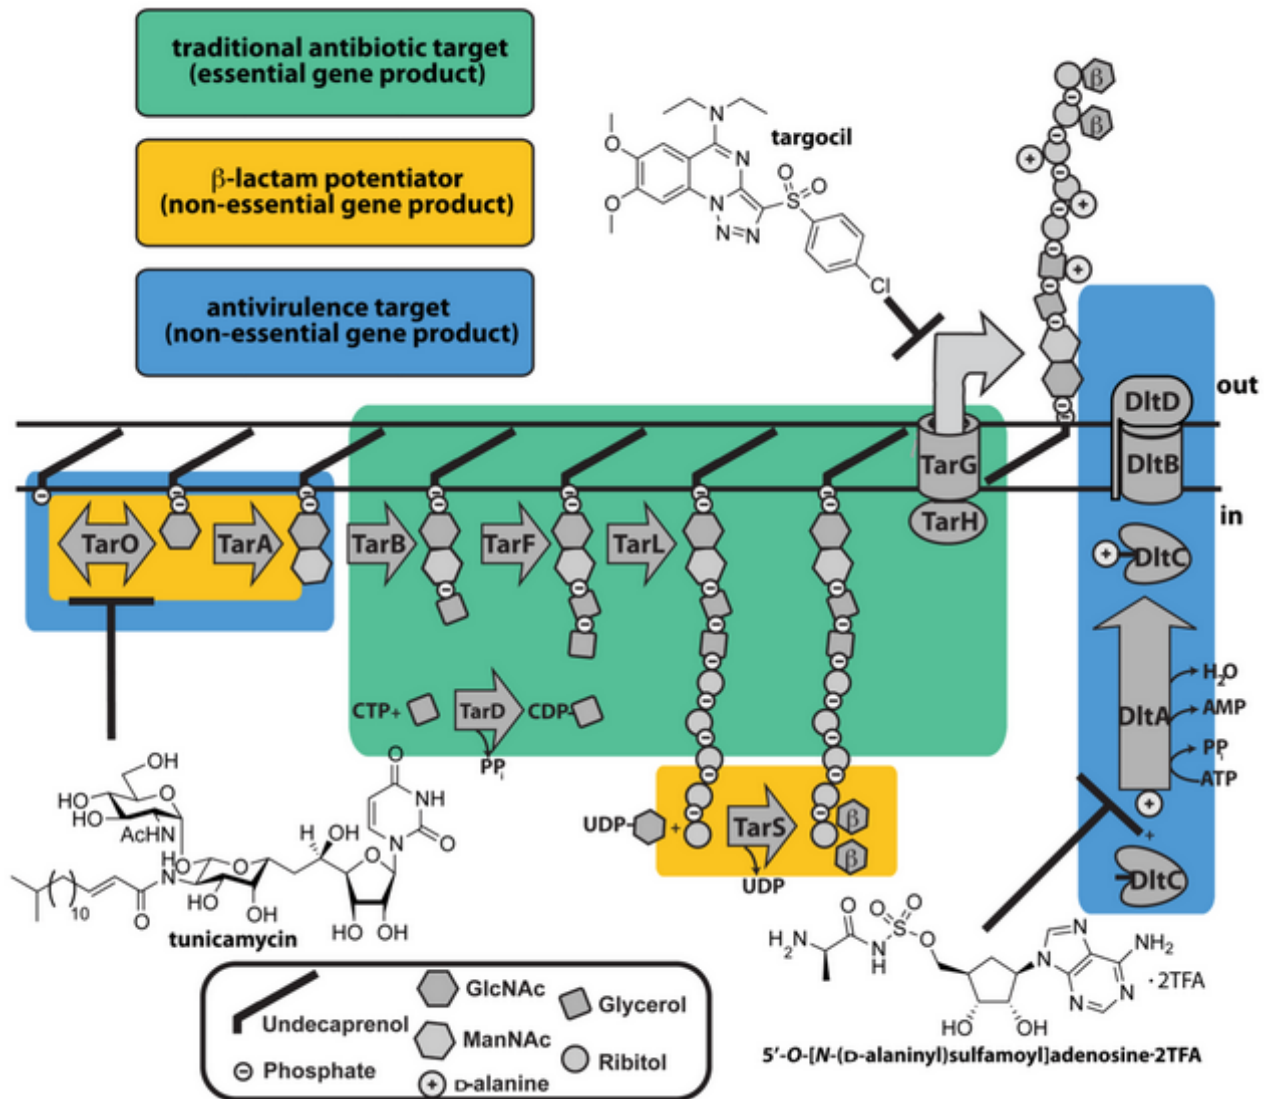 traditional antibiotic target
(essential gene product)
β-lactam potentiator
(non-essential gene product)
antivirulence target
(non-essential gene product)
N
O
O
N
N
N=N
S
O
O
Cl
targocil
β
β
+
+
+
out
in
TarO
TarA
TarB
TarF
TarL
TarG
TarH
DltD
DltB
DltC
+
CTP+
TarD
CDP-
PPi
UDP-
+
TarS
UDP
β
β
DltA
H2O
AMP
PPi
ATP
+
+
DltC
OH
HO
HO
O
AcHN
O
O
H
N
10
O
HO
OH
H
OH
O
NH
N
O
O
HO
OH
tunicamycin
H2N
O
N
H
O
O
S
O
N
N
N
N
NH2
·2TFA
HO
OH
5'-O-[N-(D-alaninyl)sulfamoyl]adenosine·2TFA
Undecaprenol
Phosphate
GlcNAc
ManNAc
D-alanine
Glycerol
Ribitol